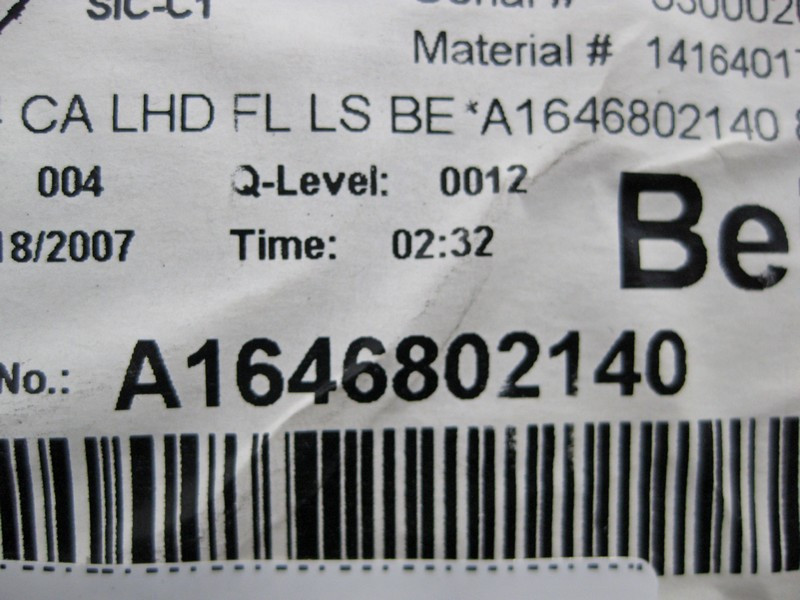 SIC-C1
Serial #
Material # 1416401
CA LHD FL LS BE *A1646802140
004 Q-Level: 0012
18/2007 Time: 02:32
Be
No.: A1646802140